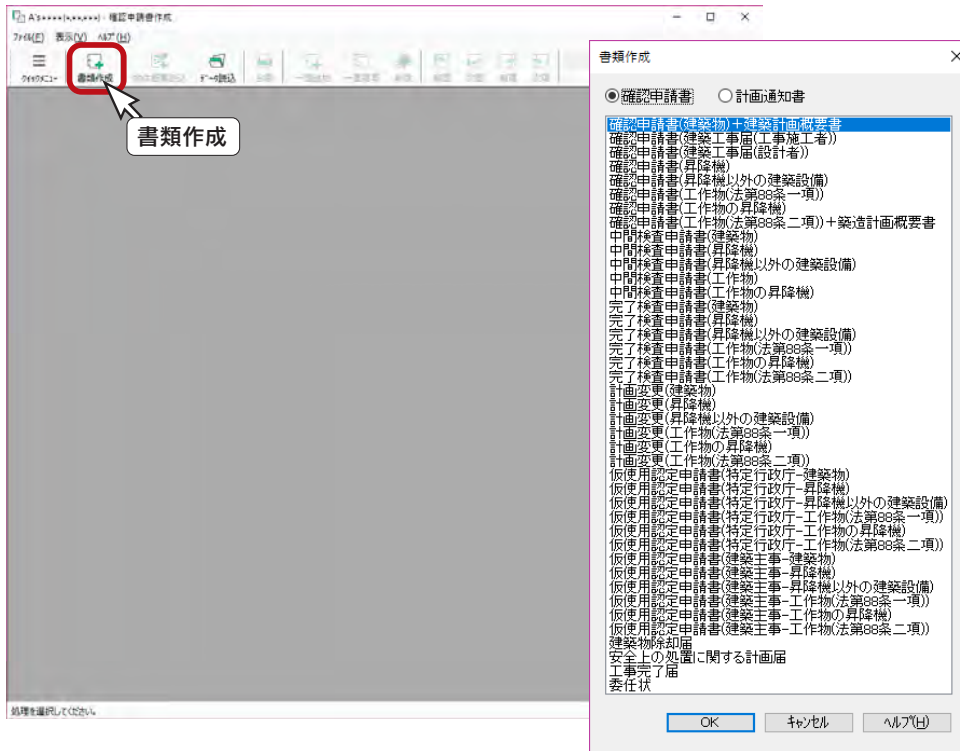 A's****(*.**.***) - 確認申請書作成
ファイル(F) 表示(V) ヘルプ(H)
クイックメニュー 書類作成 データ読込
書類作成
処理を選択してください。
書類作成
確認申請書 計画通知書
確認申請書(建築物)+建築計画概要書
確認申請書(建築工事届(工事施工者))
確認申請書(建築工事届(設計者))
確認申請書(昇降機)
確認申請書(昇降機以外の建築設備)
確認申請書(工作物(法第88条一項))
確認申請書(工作物の昇降機)
確認申請書(工作物(法第88条二項))+築造計画概要書
中間検査申請書(建築物)
中間検査申請書(昇降機)
中間検査申請書(昇降機以外の建築設備)
中間検査申請書(工作物)
中間検査申請書(工作物の昇降機)
完了検査申請書(建築物)
完了検査申請書(昇降機)
完了検査申請書(昇降機以外の建築設備)
完了検査申請書(工作物(法第88条一項))
完了検査申請書(工作物の昇降機)
完了検査申請書(工作物(法第88条二項))
計画変更(建築物)
計画変更(昇降機)
計画変更(昇降機以外の建築設備)
計画変更(工作物(法第88条一項))
計画変更(工作物の昇降機)
計画変更(工作物(法第88条二項))
仮使用認定申請書(特定行政庁-建築物)
仮使用認定申請書(特定行政庁-昇降機)
仮使用認定申請書(特定行政庁-昇降機以外の建築設備)
仮使用認定申請書(特定行政庁-工作物(法第88条一項))
仮使用認定申請書(特定行政庁-工作物の昇降機)
仮使用認定申請書(特定行政庁-工作物(法第88条二項))
仮使用認定申請書(建築主事-建築物)
仮使用認定申請書(建築主事-昇降機)
仮使用認定申請書(建築主事-昇降機以外の建築設備)
仮使用認定申請書(建築主事-工作物(法第88条一項))
仮使用認定申請書(建築主事-工作物の昇降機)
仮使用認定申請書(建築主事-工作物(法第88条二項))
建築物除却届
安全上の処置に関する計画届
工事完了届
委任状
OK キャンセル ヘルプ(H)